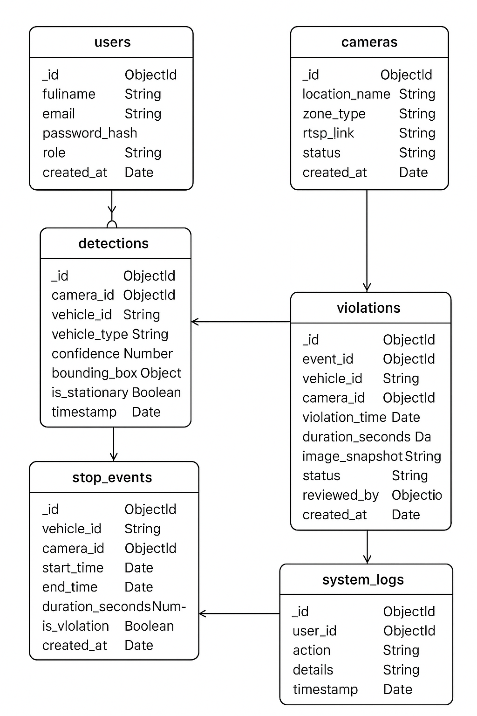 users
_id ObjectId
fuliname String
email String
password_hash
role String
created_at Date
cameras
_id ObjectId
location_name String
zone_type String
rtsp_link String
status String
created_at Date
detections
_id ObjectId
camera_id ObjectId
vehicle_id String
vehicle_type String
confidence Number
bounding_box Object
is_stationary Boolean
timestamp Date
violations
_id ObjectId
event_id ObjectId
vehicle_id String
camera_id ObjectId
violation_time Date
duration_seconds Da
image_snapshot String
status String
reviewed_by Objectio
created_at Date
stop_events
_id ObjectId
vehicle_id String
camera_id ObjectId
start_time Date
end_time Date
duration_seconds Num-
is_vlolation Boolean
created_at Date
system_logs
_id ObjectId
user_id ObjectId
action String
details String
timestamp Date